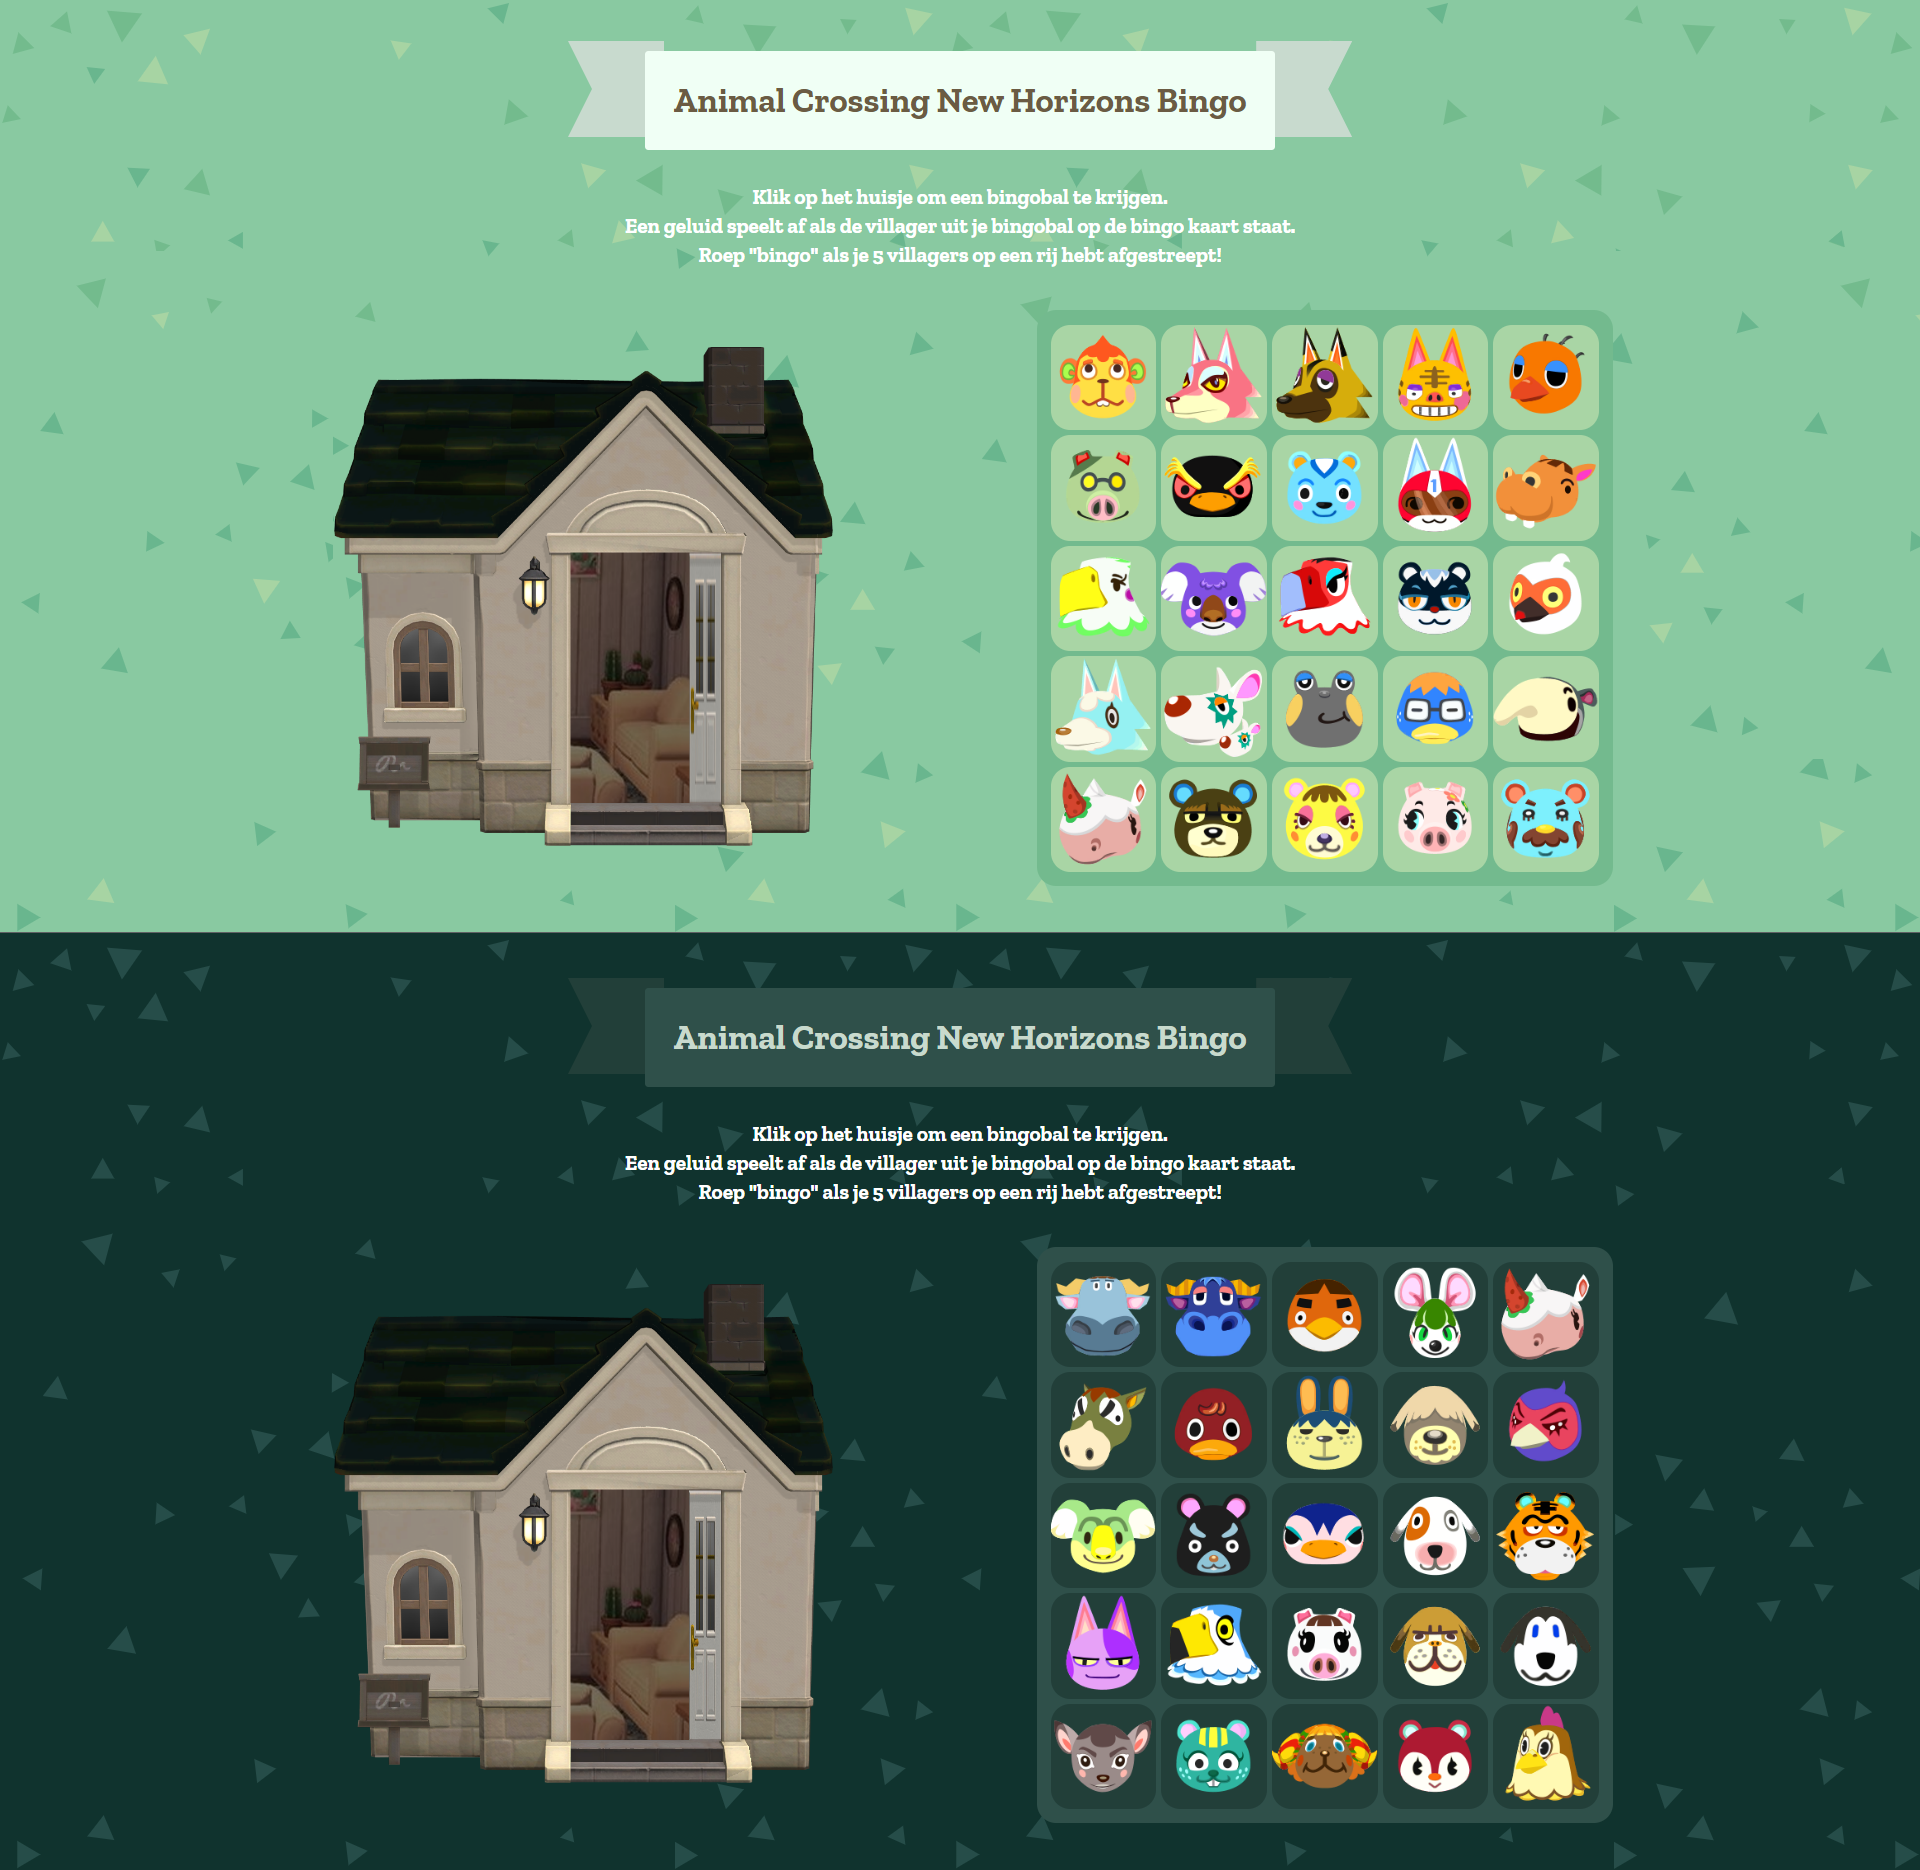 Animal Crossing New Horizons Bingo
Klik op het huisje om een bingobal te krijgen.
Een geluid speelt af als de villager uit je bingobal op de bingo kaart staat.
Roep "bingo" als je 5 villagers op een rij hebt afgestreept!
1
Animal Crossing New Horizons Bingo
Klik op het huisje om een bingobal te krijgen.
Een geluid speelt af als de villager uit je bingobal op de bingo kaart staat.
Roep "bingo" als je 5 villagers op een rij hebt afgestreept!